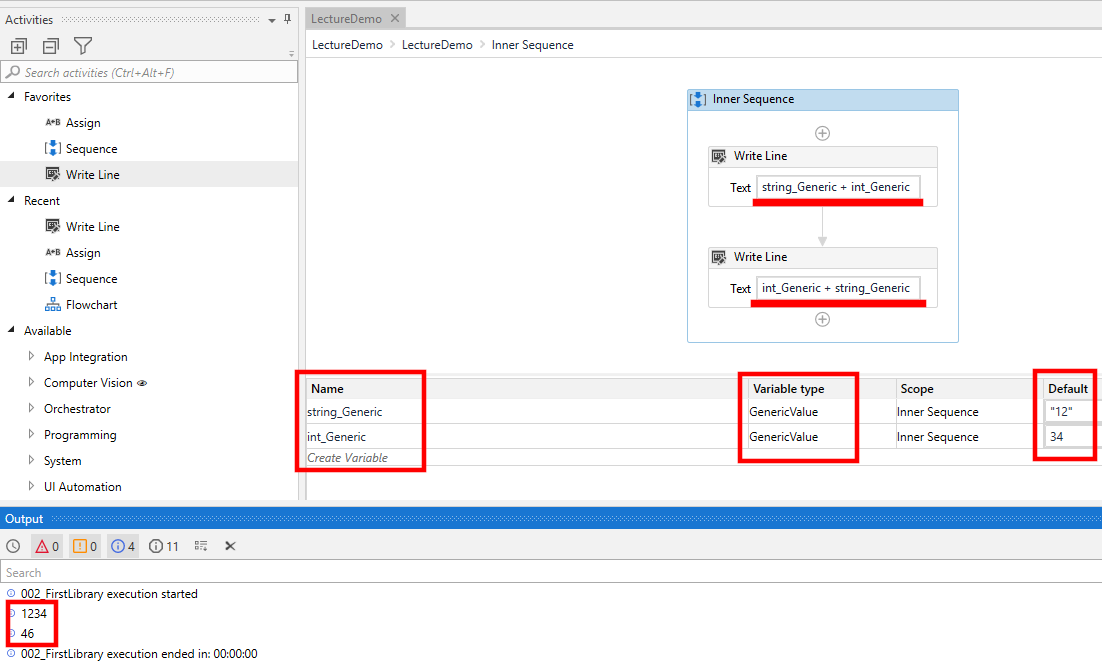 Activities
Search activities (Ctrl+Alt+F)
Favorites
A+B Assign
Sequence
Write Line
Recent
Write Line
A+B Assign
Sequence
Flowchart
Available
App Integration
Computer Vision
Orchestrator
Programming
System
UI Automation
LectureDemo
LectureDemo > LectureDemo > Inner Sequence
Inner Sequence
Write Line
Text string_Generic + int_Generic
Write Line
Text int_Generic + string_Generic
Name Variable type Scope Default
string_Generic GenericValue Inner Sequence "12"
int_Generic GenericValue Inner Sequence 34
Create Variable
Output
0 0 4 11
Search
002_FirstLibrary execution started
1234
46
002_FirstLibrary execution ended in: 00:00:00